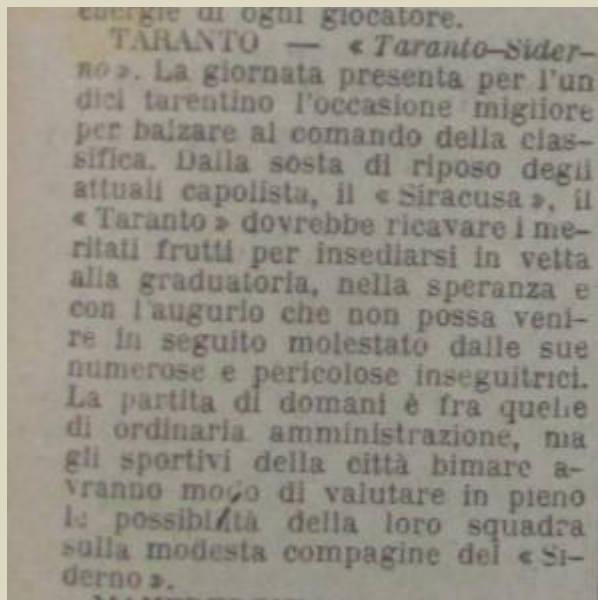 energie di ogni giocatore.
TARANTO — « Taranto-Sider-
no ». La giornata presenta per l'un
dici tarentino l'occasione migliore
per balzare al comando della clas-
sifica. Dalla sosta di riposo degli
attuali capolista, il « Siracusa », il
« Taranto » dovrebbe ricavare i me-
ritati frutti per insediarsi in vetta
alla graduatoria, nella speranza e
con l'augurio che non possa veni-
re in seguito molestato dalle sue
numerose e pericolose inseguitrici.
La partita di domani è fra quelle
di ordinaria amministrazione, ma
gli sportivi della città bimare a-
vranno modo di valutare in pieno
le possibilità della loro squadra
sulla modesta compagine del « Si-
derno ».